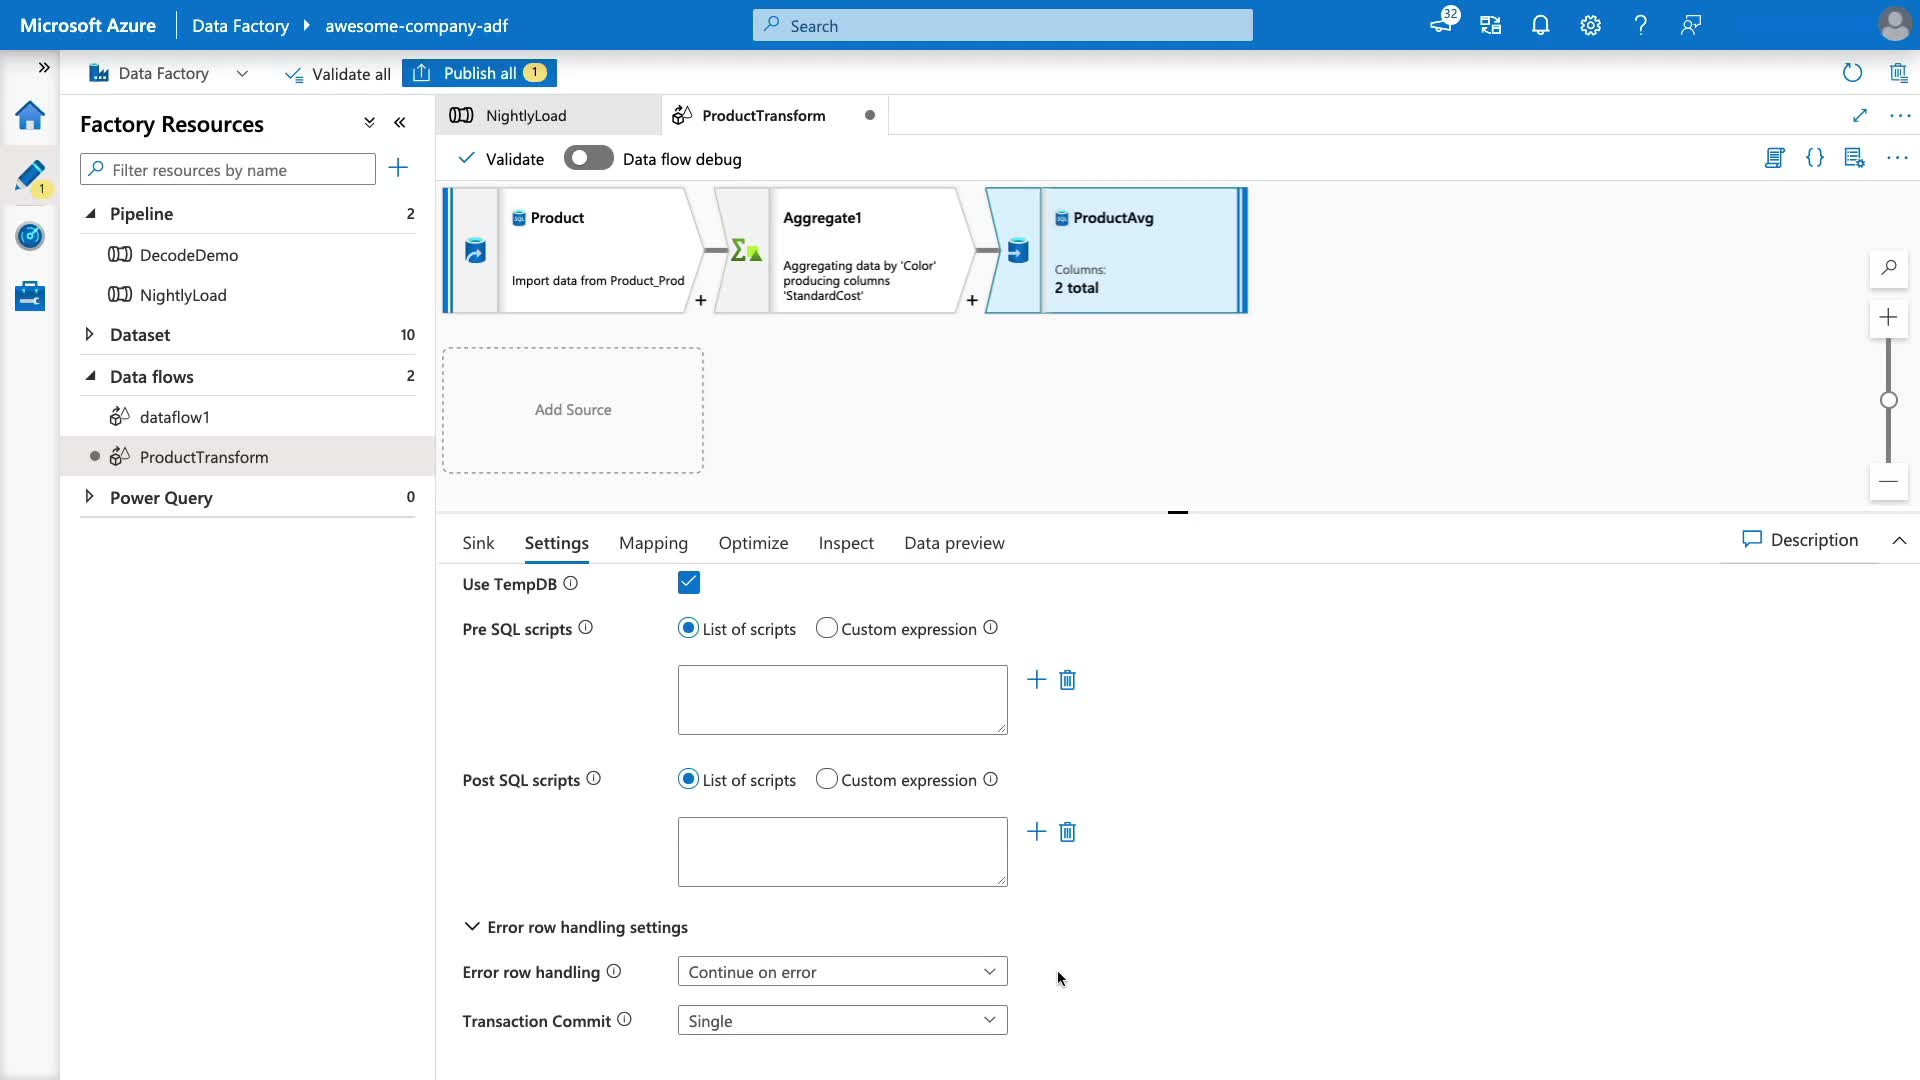 Microsoft Azure
Data Factory
awesome-company-adf
Search
32
Data Factory
Validate all
Publish all
1
Factory Resources
NightlyLoad
ProductTransform
Filter resources by name
1
Validate
Data flow debug
Pipeline
2
DecodeDemo
NightlyLoad
Dataset
10
Data flows
2
dataflow1
ProductTransform
Power Query
0
SQL
Product
Import data from Product_Prod
+
Aggregate1
Aggregating data by 'Color'
producing columns
'StandardCost'
+
SQL
ProductAvg
Columns:
2 total
Add Source
Sink
Settings
Mapping
Optimize
Inspect
Data preview
Description
Use TempDB
Pre SQL scripts
List of scripts
Custom expression
Post SQL scripts
List of scripts
Custom expression
Error row handling settings
Error row handling
Continue on error
Transaction Commit
Single